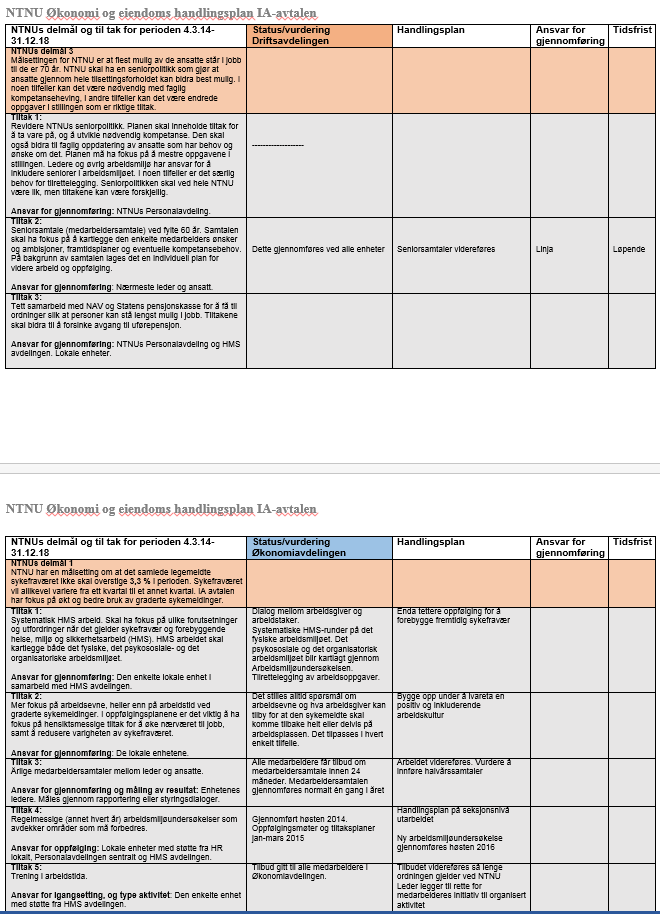 NTNU Økonomi og eiendoms handlingsplan IA-avtalen
NTNUs delmål og til tak for perioden 4.3.14-
31.12.18
Status/vurdering
Driftsavdelingen
Handlingsplan
Ansvar for
gjennomføring
Tidsfrist
NTNUs delmål 3
Målsettingen for NTNU er at flest mulig av de ansatte står i jobb
til de er 70 år. NTNU skal ha en seniorpolitikk som gjør at
ansatte gjennom hele tilsettingsforholdet kan bidra best mulig. I
noen tilfeller kan det være nødvendig med faglig
kompetanseheving, i andre tilfeller kan det være endrede
oppgaver i stillingen som er riktige tiltak.
Tiltak 1:
Revidere NTNUs seniorpolitikk. Planen skal inneholde tiltak for
å ta vare på, og å utvikle nødvendig kompetanse. Den skal
også bidra til faglig oppdatering av ansatte som har behov og
ønske om det. Planen må ha fokus på å mestre oppgavene i
stillingen. Ledere og øvrig arbeidsmiljø har ansvar for å
inkludere seniorer i arbeidsmiljøet. I noen tilfeller er det særlig
behov for tilrettelegging. Seniorpolitikken skal ved hele NTNU
være lik, men tiltakene kan være forskjellig.
Ansvar for gjennomføring: NTNUs Personalavdeling.
-------------------
Tiltak 2:
Seniorsamtale (medarbeidersamtale) ved fylte 60 år. Samtalen
skal ha fokus på å kartlegge den enkelte medarbeiders ønsker
og ambisjoner, framtidsplaner og eventuelle kompetansebehov.
På bakgrunn av samtalen lages det en individuell plan for
videre arbeid og oppfølging.
Ansvar for gjennomføring: Nærmeste leder og ansatt.
Dette gjennomføres ved alle enheter
Seniorsamtaler videreføres
Linja
Løpende
Tiltak 3:
Tett samarbeid med NAV og Statens pensjonskasse for å få til
ordninger slik at personer kan stå lengst mulig i jobb. Tiltakene
skal bidra til å forsinke avgang til uførepensjon.
Ansvar for gjennomføring: NTNUs Personalavdeling og HMS
avdelingen. Lokale enheter.
NTNU Økonomi og eiendoms handlingsplan IA-avtalen
NTNUs delmål og til tak for perioden 4.3.14-
31.12.18
Status/vurdering
Økonomiavdelingen
Handlingsplan
Ansvar for
gjennomføring
Tidsfrist
NTNUs delmål 1
NTNU har en målsetting om at det samlede legemeldte
sykefraværet ikke skal overstige 3,3 % i perioden. Sykefraværet
vil allikevel variere fra ett kvartal til et annet kvartal. IA avtalen
har fokus på økt og bedre bruk av graderte sykemeldinger.
Tiltak 1:
Systematisk HMS arbeid. Skal ha fokus på ulike forutsetninger
og utfordringer når det gjelder sykefravær og forebyggende
helse, miljø og sikkerhetsarbeid (HMS). HMS arbeidet skal
kartlegge både det fysiske, det psykososiale- og det
organisatoriske arbeidsmiljøet.
Ansvar for gjennomføring: Den enkelte lokale enhet i
samarbeid med HMS avdelingen.
Dialog mellom arbeidsgiver og
arbeidstaker.
Systematiske HMS-runder på det
fysiske arbeidsmiljøet. Det
psykososiale og det organisatorisk
arbeidsmiljøet blir kartlagt gjennom
Arbeidsmiljøundersøkelsen.
Tilrettelegging av arbeidsoppgaver.
Enda tettere oppfølging for å
forebygge fremtidig sykefravær
Tiltak 2:
Mer fokus på arbeidsevne, heller enn på arbeidstid ved
graderte sykemeldinger. I oppfølgingsplanene er det viktig å ha
fokus på hensiktsmessige tiltak for å øke nærværet til jobb,
samt å redusere varigheten av sykefraværet.
Ansvar for gjennomføring: De lokale enhetene.
Det stilles alltid spørsmål om
arbeidsevne og hva arbeidsgiver kan
tilby for at den sykemeldte skal
komme tilbake helt eller delvis på
arbeidsplassen. Det tilpasses i hvert
enkelt tilfelle.
Bygge opp under å ivareta en
positiv og inkluderende
arbeidskultur
Tiltak 3:
Årlige medarbeidersamtaler mellom leder og ansatte.
Ansvar for gjennomføring og måling av resultat: Enhetenes
ledere. Måles gjennom rapportering eller styringsdialoger.
Alle medarbeidere får tilbud om
medarbeidersamtale innen 24
måneder. Medarbeidsamtalen
gjennomføres normalt én gang i året
Arbeidet videreføres. Vurdere å
innføre halvårssamtaler
Tiltak 4:
Regelmessige (annet hvert år) arbeidsmiljøundersøkelser som
avdekker områder som må forbedres.
Ansvar for oppfølging: Lokale enheter med støtte fra HR
lokalt, Personalavdelingen sentralt og HMS avdelingen.
Gjennomført høsten 2014.
Oppfølgingsmøter og tiltaksplaner
jan-mars 2015
Handlingsplan på seksjonsnivå
utarbeidet
Ny arbeidsmiljøundersøkelse
gjennomføres høsten 2016
Tiltak 5:
Trening i arbeidstida.
Ansvar for igangsetting, og type aktivitet: Den enkelte enhet
med støtte fra HMS avdelingen.
Tilbud gitt til alle medarbeidere i
Økonomiavdelingen.
Tilbudet videreføres så lenge
ordningen gjelder ved NTNU
Leder legger til rette for
medarbeideres initiativ til organisert
aktivitet